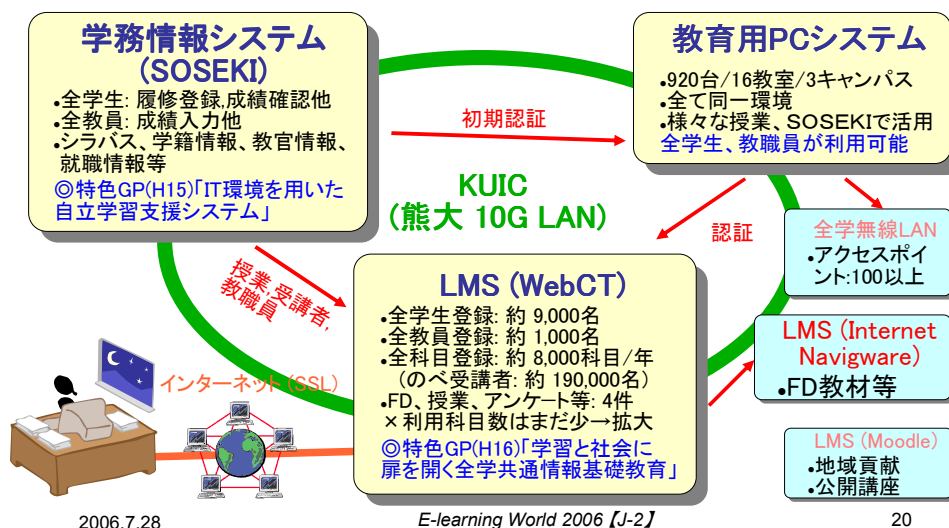 学務情報システム
(SOSEKI)
•全学生: 履修登録,成績確認他
•全教員: 成績入力他
•シラバス、学籍情報、教官情報、
就職情報等
◎特色GP(H15)「IT環境を用いた
自立学習支援システム」
初期認証
教育用PCシステム
•920台/16教室/3キャンパス
•全て同一環境
•様々な授業、SOSEKIで活用
全学生、教職員が利用可能
KUIC
(熊大 10G LAN)
認証
全学無線LAN
•アクセスポイ
ント:100以上
授業,受講者,
教職員
LMS (WebCT)
•全学生登録: 約 9,000名
•全教員登録: 約 1,000名
•全科目登録: 約 8,000科目/年
(のべ受講者: 約 190,000名)
•FD、授業、アンケート等: 4件
×利用科目数はまだ少→拡大
◎特色GP(H16)「学習と社会に
扉を開く全学共通情報基礎教育」
LMS (Internet
Navigware)
•FD教材等
インターネット (SSL)
LMS (Moodle)
•地域貢献
•公開講座
2006.7.28
E-learning World 2006【J-2】
20